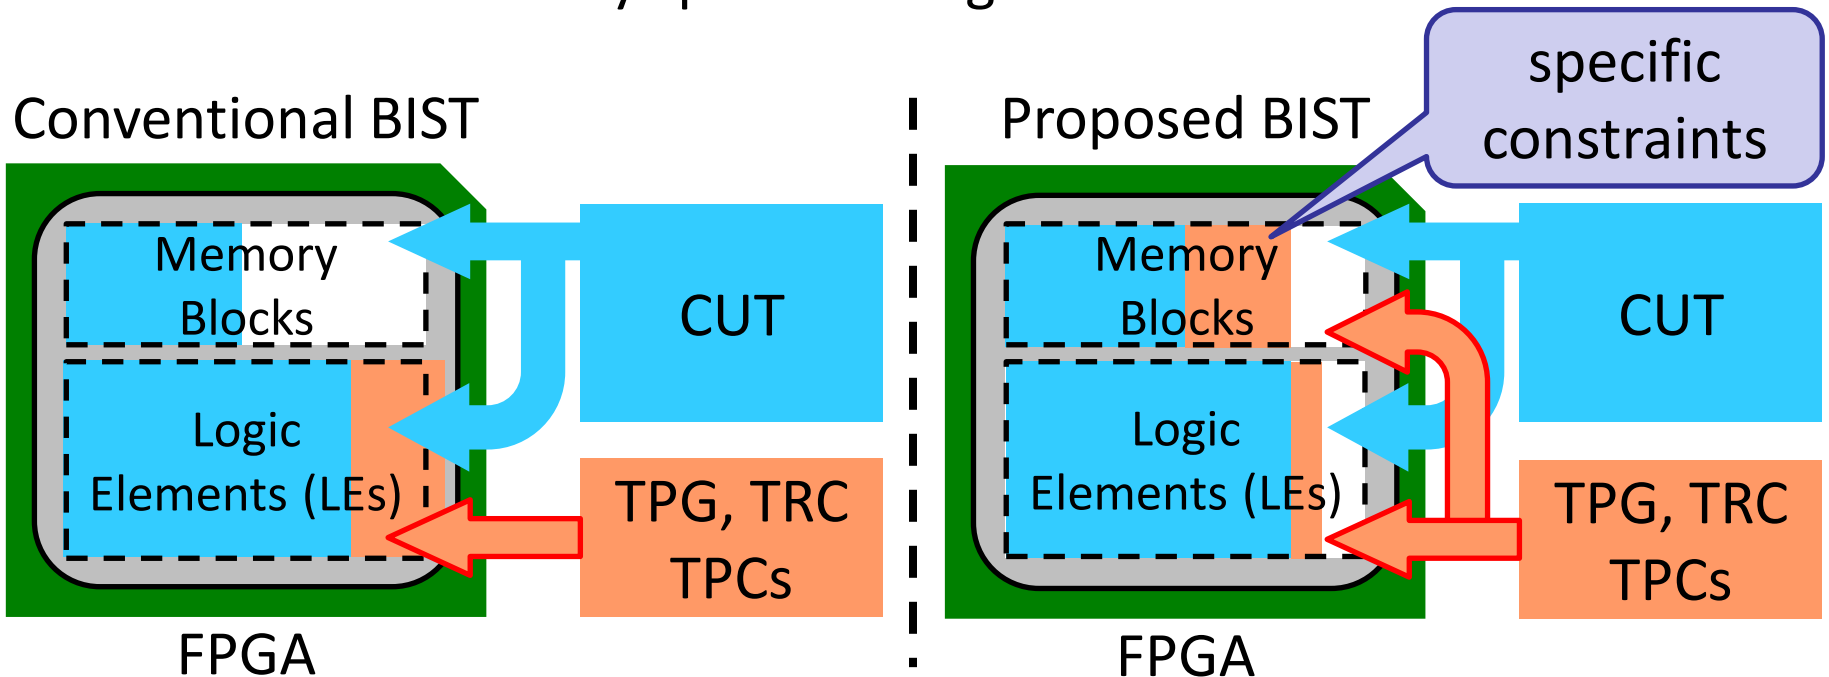 Conventional BIST
Memory
Blocks
Logic
Elements (LEs)
FPGA
CUT
TPG, TRC
TPCs
Proposed BIST
specific
constraints
Memory
Blocks
Logic
Elements (LEs)
FPGA
CUT
TPG, TRC
TPCs